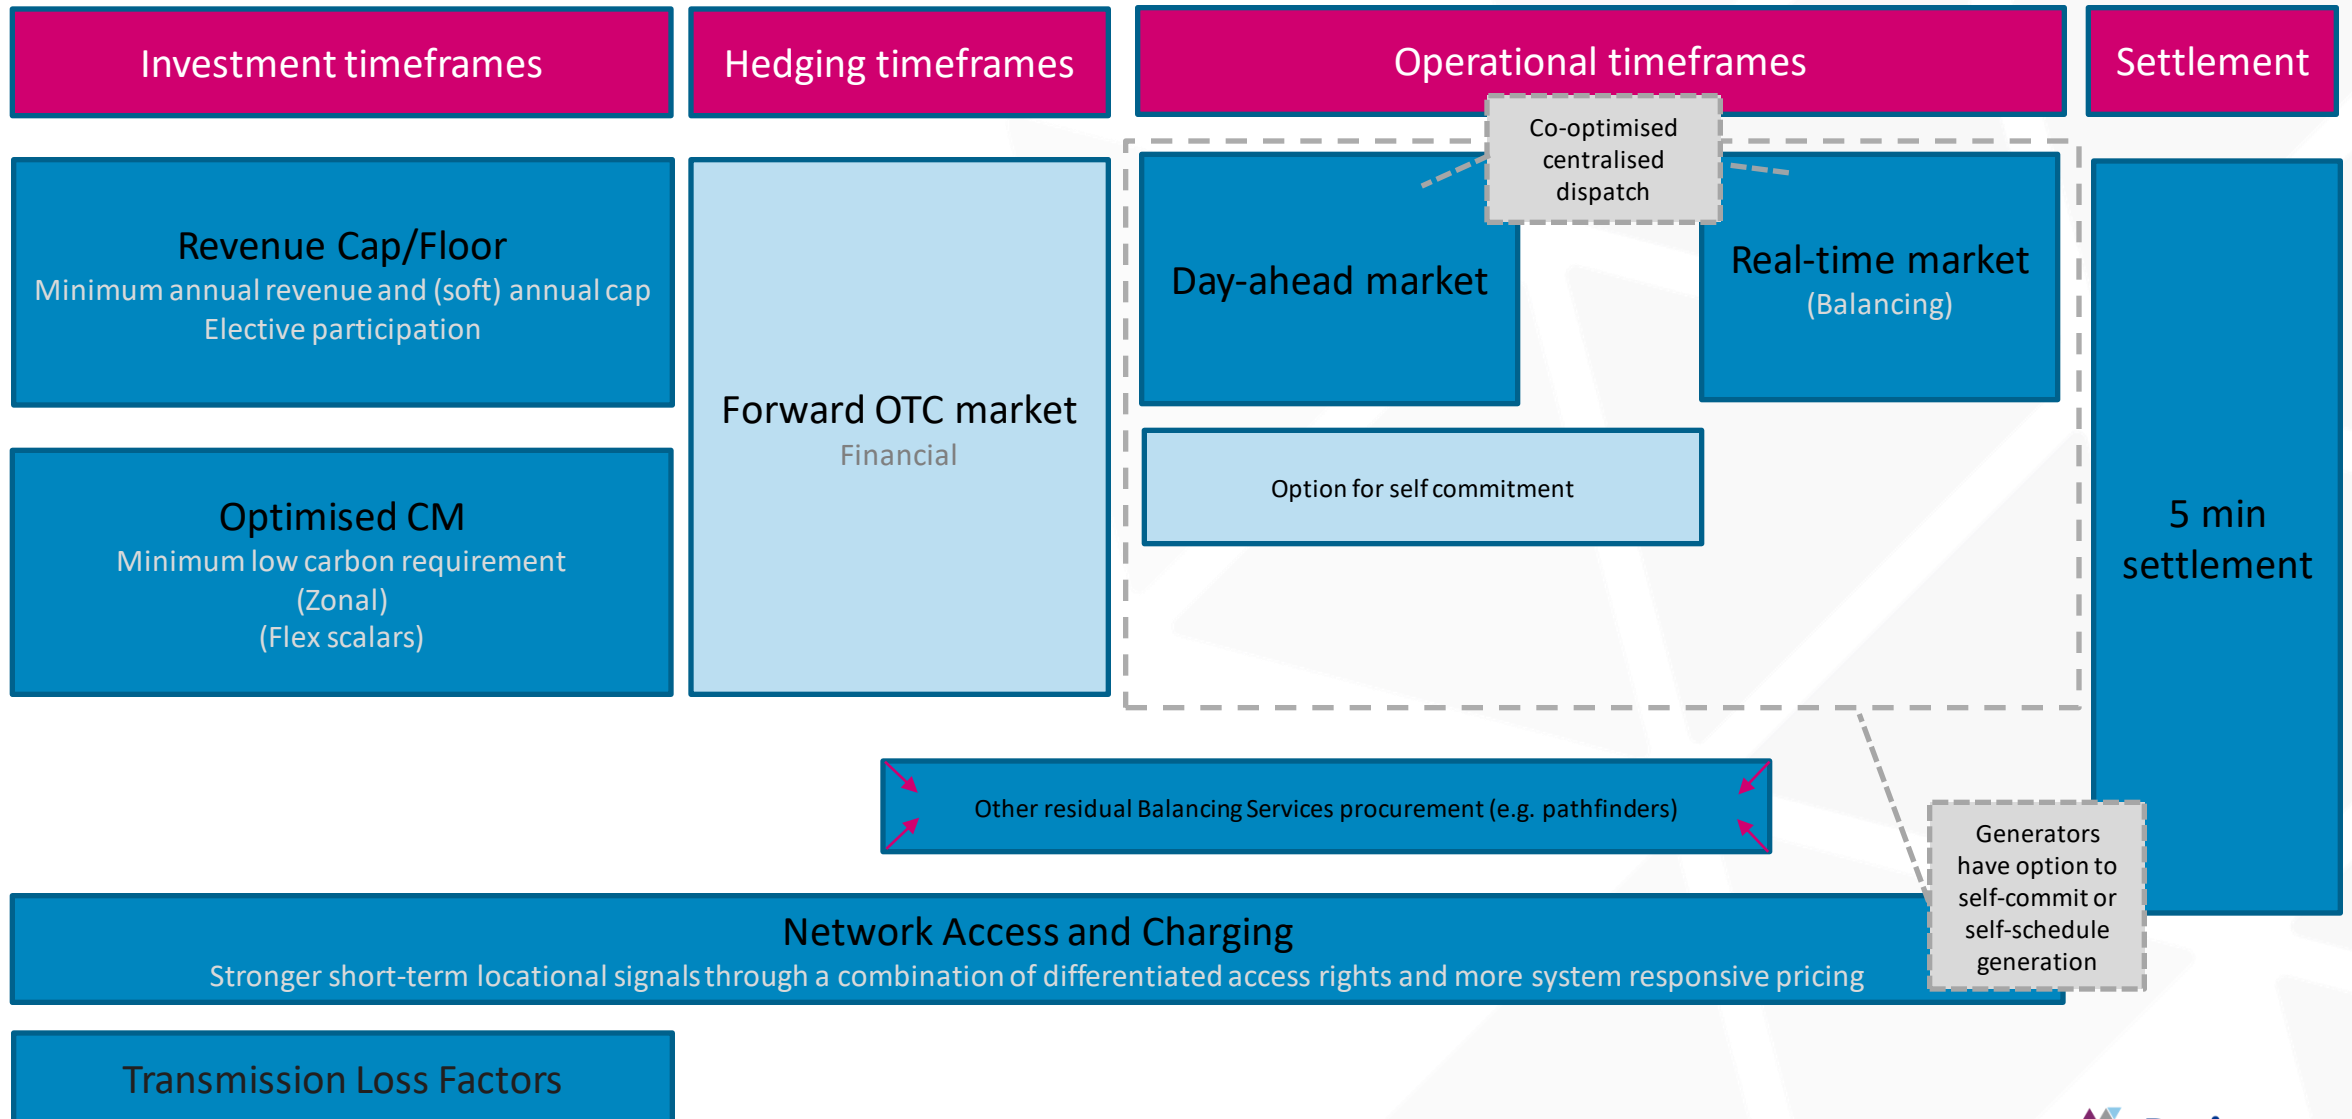 Investment timeframes
Hedging timeframes
Operational timeframes
Settlement
Co-optimised
centralised
dispatch
Revenue Cap/Floor
Minimum annual revenue and (soft) annual cap
Elective participation
Optimised CM
Minimum low carbon requirement
(Zonal)
(Flex scalars)
Forward OTC market
Financial
Day-ahead market
Real-time market
(Balancing)
Option for self commitment
5 min
settlement
Other residual Balancing Services procurement (e.g. pathfinders)
Generators
have option to
self-commit or
self-schedule
generation
Network Access and Charging
Stronger short-term locational signals through a combination of differentiated access rights and more system responsive pricing
Transmission Loss Factors